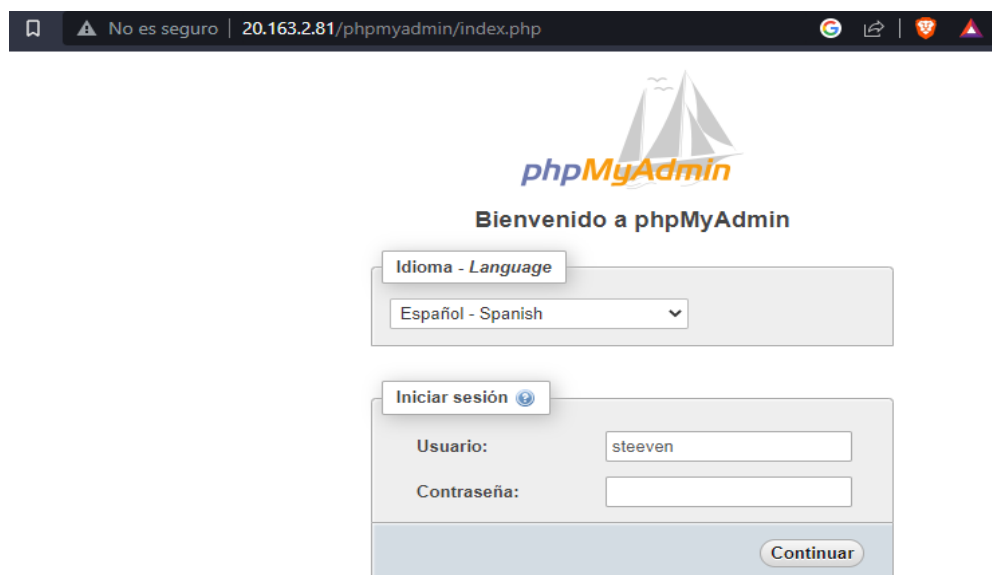 No es seguro | 20.163.2.81/phpmyadmin/index.php
phpMyAdmin
Bienvenido a phpMyAdmin
Idioma - Language
Español - Spanish
Iniciar sesión
Usuario: steeven
Contraseña:
Continuar